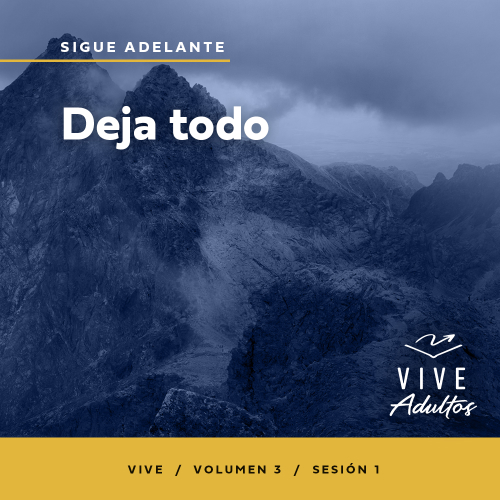 SIGUE ADELANTE
Deja todo
VIVE
Adultos
VIVE / VOLUMEN 3 / SESIÓN 1